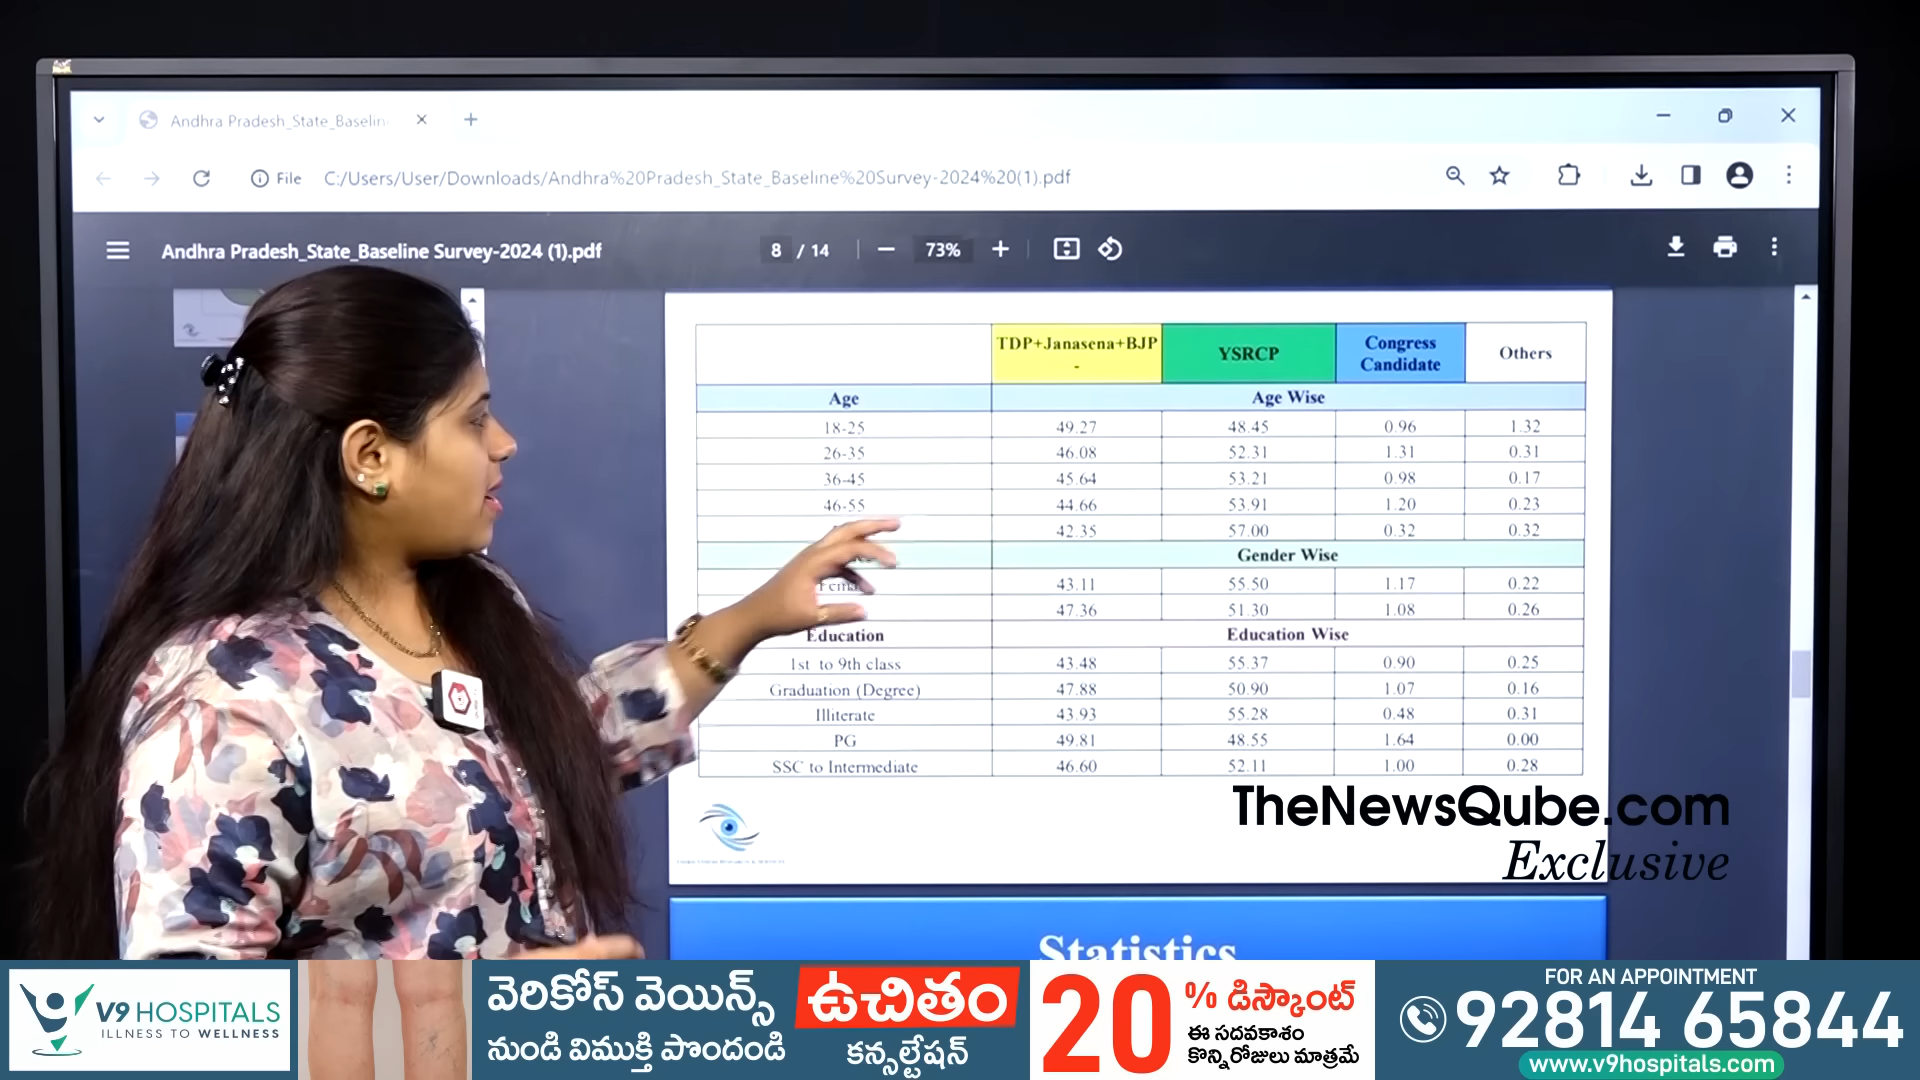 Andhra Pradesh_State_Baselin
File C:/Users/User/Downloads/Andhra%20Pradesh_State_Baseline%20Survey-2024%20(1).pdf
Andhra Pradesh_State_Baseline Survey-2024 (1).pdf 8 / 14 73%
TDP+Janasena+BJP - YSRCP Congress Candidate Others
Age Age Wise
18-25 49.27 48.45 0.96 1.32
26-35 46.08 52.31 1.31 0.31
36-45 45.64 53.21 0.98 0.17
46-55 44.66 53.91 1.20 0.23
42.35 57.00 0.32 0.32
Gender Wise
43.11 55.50 1.17 0.22
47.36 51.30 1.08 0.26
Education Education Wise
1st to 9th class 43.48 55.37 0.90 0.25
Graduation (Degree) 47.88 50.90 1.07 0.16
Illiterate 43.93 55.28 0.48 0.31
PG 49.81 48.55 1.64 0.00
SSC to Intermediate 46.60 52.11 1.00 0.28
TheNewsQube.com
Exclusive
Statistics
V9 HOSPITALS
ILLNESS TO WELLNESS
వెరికోస్ వెయిన్స్
నుండి విముక్తి పొందండి
ఉచితం
కన్సల్టేషన్
20 % డిస్కౌంట్
ఈ సదవకాశం
కొన్నిరోజులు మాత్రమే
FOR AN APPOINTMENT
92814 65844
www.v9hospitals.com